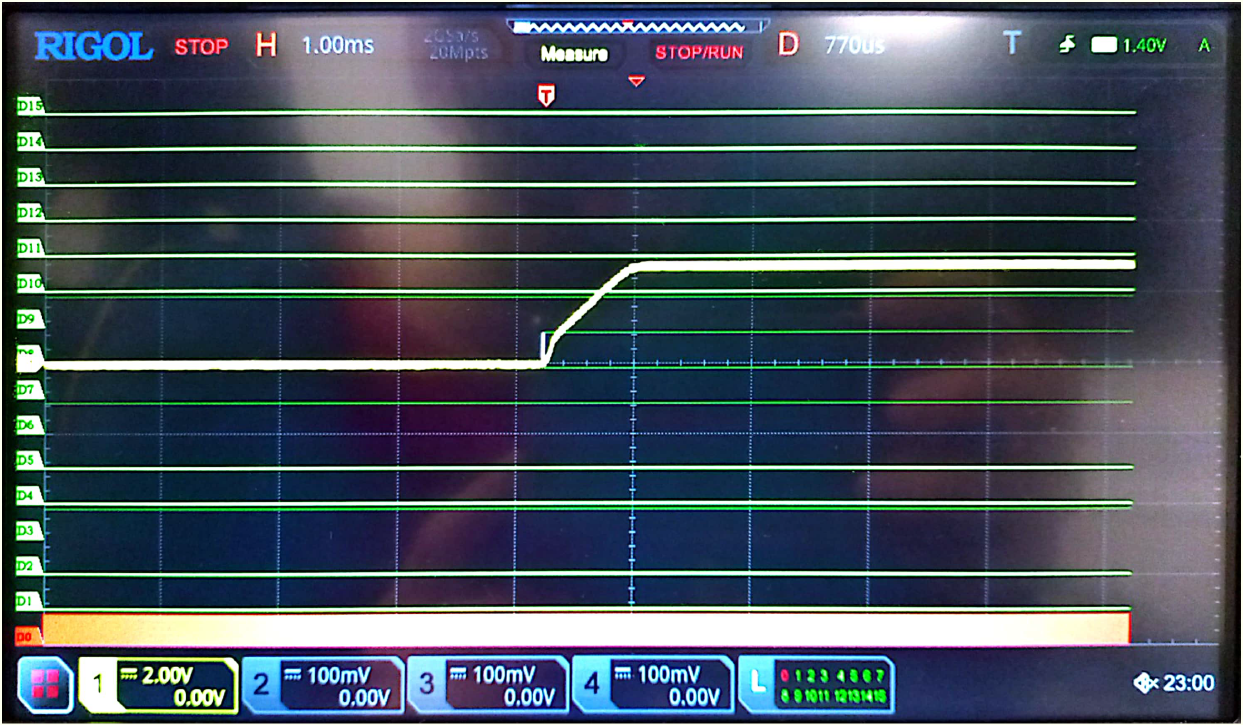 RIGOL STOP H 1.00ms 2GSa/s 20Mpts Measure STOP/RUN D 770us T 1.40V A
T
D15
D14
D13
D12
D11
D10
D9
D8
D7
D6
D5
D4
D3
D2
D1
D0
1 2.00V 0.00V
2 100mV 0.00V
3 100mV 0.00V
4 100mV 0.00V
L 0 1 2 3 4 5 6 7
8 9 10 11 12 13 14 15
23:00